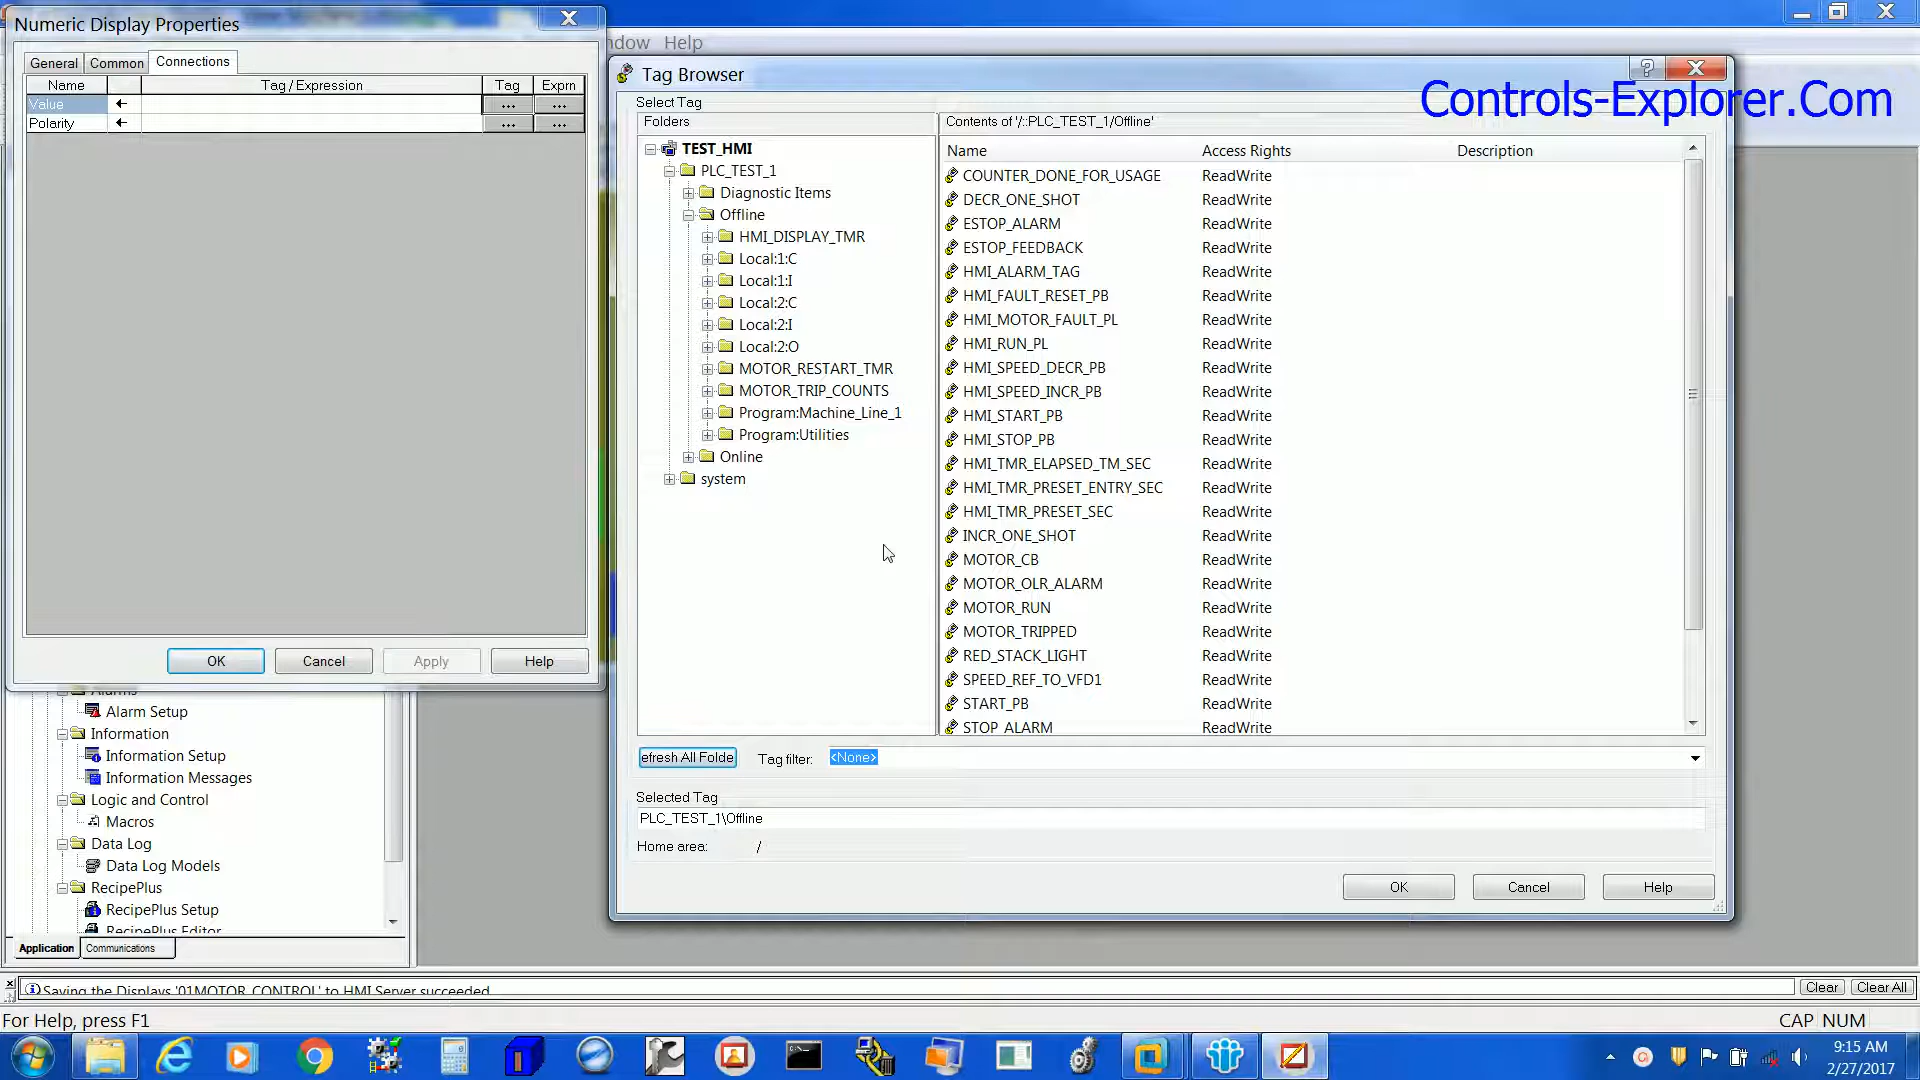 Numeric Display Properties
General
Common
Connections
Name
Tag / Expression
Tag
Exprn
Value
...
...
Polarity
...
...
OK
Cancel
Apply
Help
Help
Tag Browser
?
Controls-Explorer.Com
Select Tag
Folders
TEST_HMI
PLC_TEST_1
Diagnostic Items
Offline
HMI_DISPLAY_TMR
Local:1:C
Local:1:I
Local:2:C
Local:2:I
Local:2:O
MOTOR_RESTART_TMR
MOTOR_TRIP_COUNTS
Program:Machine_Line_1
Program:Utilities
Online
system
Contents of '/::PLC_TEST_1/Offline'
Name Access Rights Description
COUNTER_DONE_FOR_USAGE ReadWrite
DECR_ONE_SHOT ReadWrite
ESTOP_ALARM ReadWrite
ESTOP_FEEDBACK ReadWrite
HMI_ALARM_TAG ReadWrite
HMI_FAULT_RESET_PB ReadWrite
HMI_MOTOR_FAULT_PL ReadWrite
HMI_RUN_PL ReadWrite
HMI_SPEED_DECR_PB ReadWrite
HMI_SPEED_INCR_PB ReadWrite
HMI_START_PB ReadWrite
HMI_STOP_PB ReadWrite
HMI_TMR_ELAPSED_TM_SEC ReadWrite
HMI_TMR_PRESET_ENTRY_SEC ReadWrite
HMI_TMR_PRESET_SEC ReadWrite
INCR_ONE_SHOT ReadWrite
MOTOR_CB ReadWrite
MOTOR_OLR_ALARM ReadWrite
MOTOR_RUN ReadWrite
MOTOR_TRIPPED ReadWrite
RED_STACK_LIGHT ReadWrite
SPEED_REF_TO_VFD1 ReadWrite
START_PB ReadWrite
STOP_ALARM ReadWrite
efresh All Folde
Tag filter:
<None>
Selected Tag
PLC_TEST_1\Offline
Home area: /
OK
Cancel
Help
Alarms
Alarm Setup
Information
Information Setup
Information Messages
Logic and Control
Macros
Data Log
Data Log Models
RecipePlus
RecipePlus Setup
RecipePlus Editor
Application
Communications
Saving the Displays '01MOTOR_CONTROL' to HMI Server succeeded
Clear
Clear All
For Help, press F1
CAP NUM
9:15 AM
2/27/2017